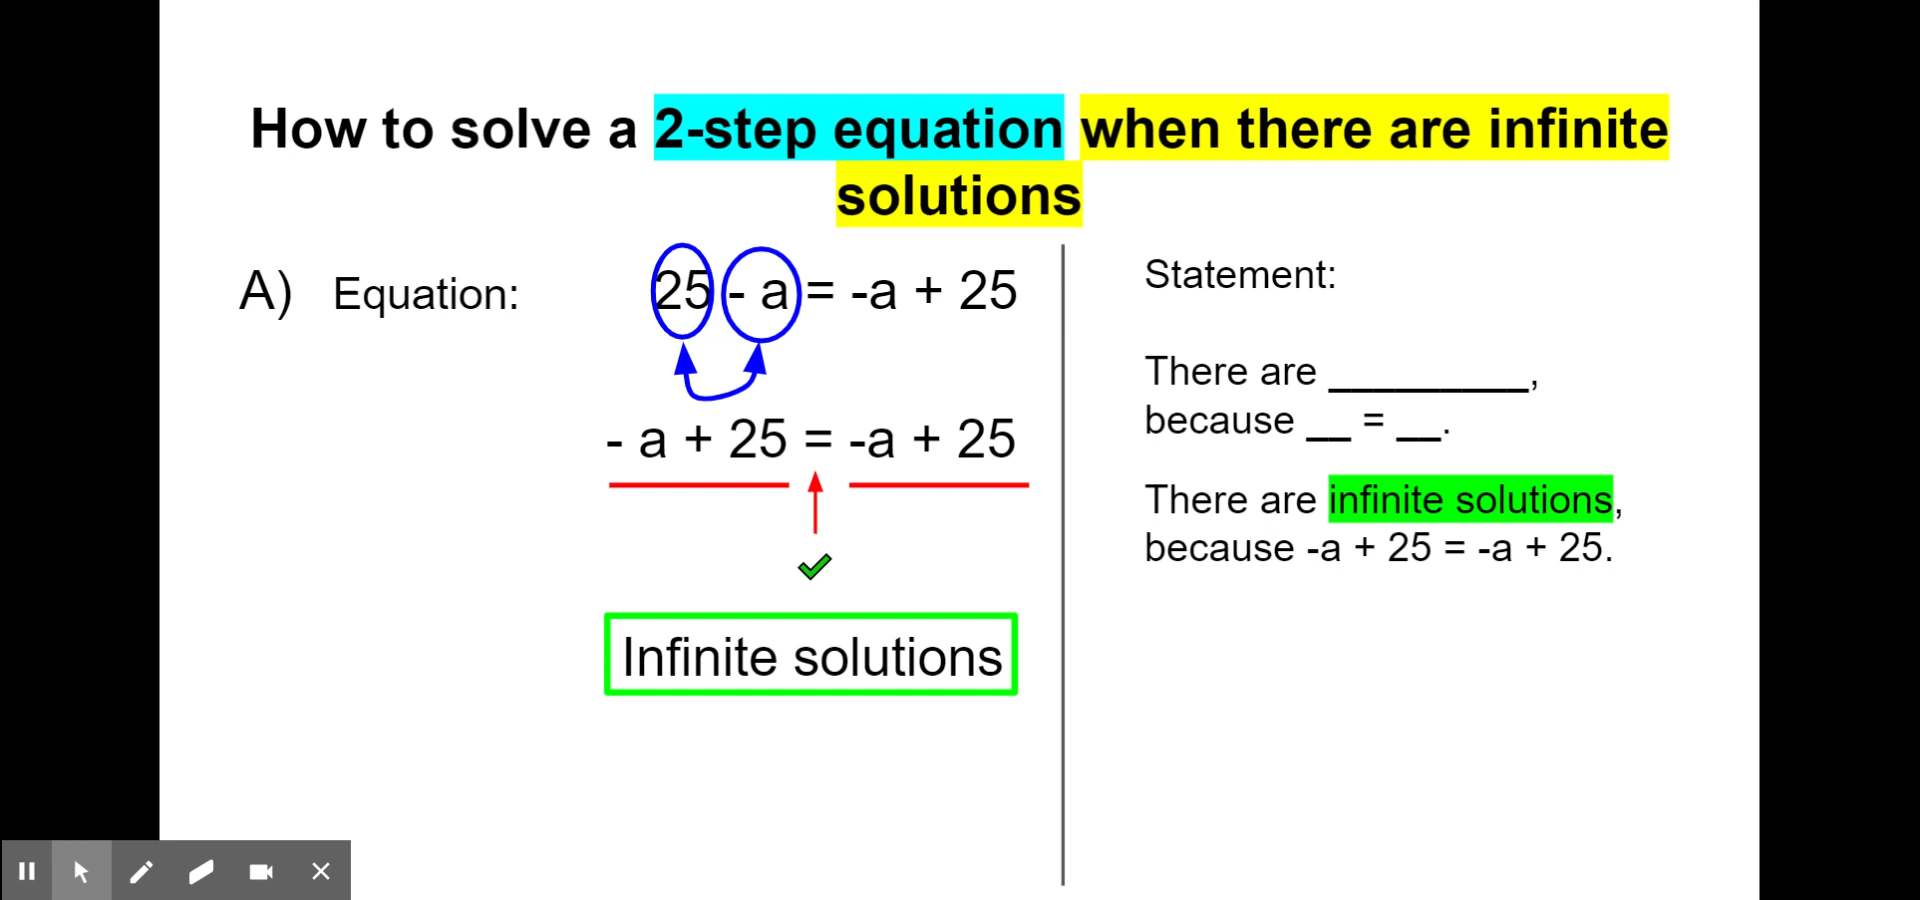 How to solve a 2-step equation when there are infinite
solutions
A) Equation: 25 - a = -a + 25
- a + 25 = -a + 25
Infinite solutions
Statement:
There are _________,
because __ = __.
There are infinite solutions,
because -a + 25 = -a + 25.